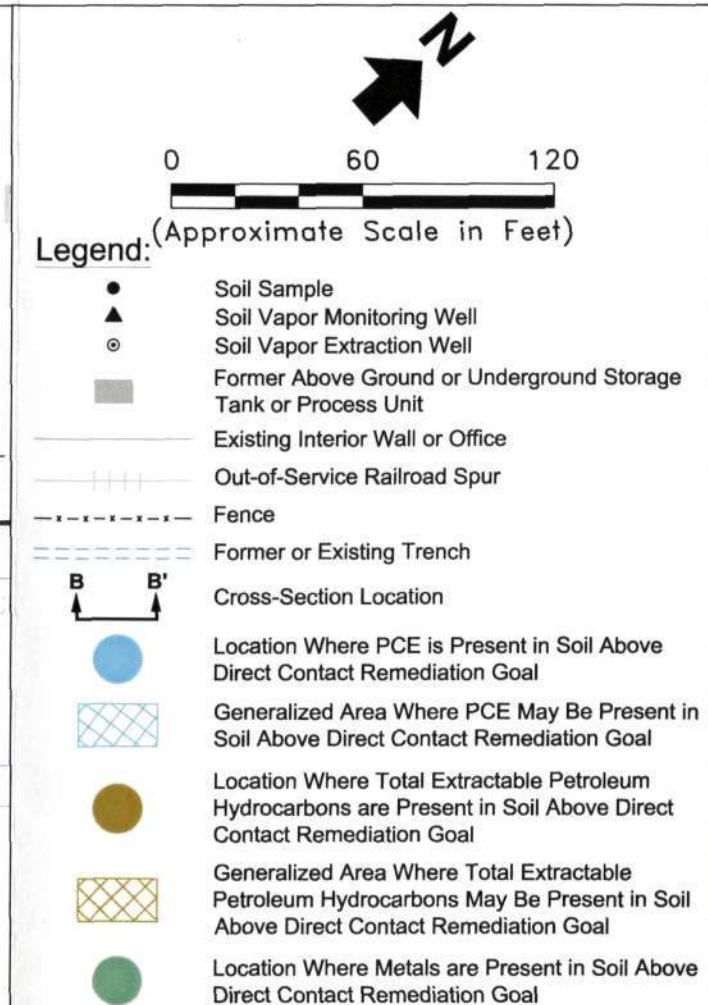 N
0 60 120
(Approximate Scale in Feet)
Legend:
Soil Sample
Soil Vapor Monitoring Well
Soil Vapor Extraction Well
Former Above Ground or Underground Storage
Tank or Process Unit
Existing Interior Wall or Office
Out-of-Service Railroad Spur
Fence
Former or Existing Trench
B B'
Cross-Section Location
Location Where PCE is Present in Soil Above
Direct Contact Remediation Goal
Generalized Area Where PCE May Be Present in
Soil Above Direct Contact Remediation Goal
Location Where Total Extractable Petroleum
Hydrocarbons are Present in Soil Above Direct
Contact Remediation Goal
Generalized Area Where Total Extractable
Petroleum Hydrocarbons May Be Present in Soil
Above Direct Contact Remediation Goal
Location Where Metals are Present in Soil Above
Direct Contact Remediation Goal